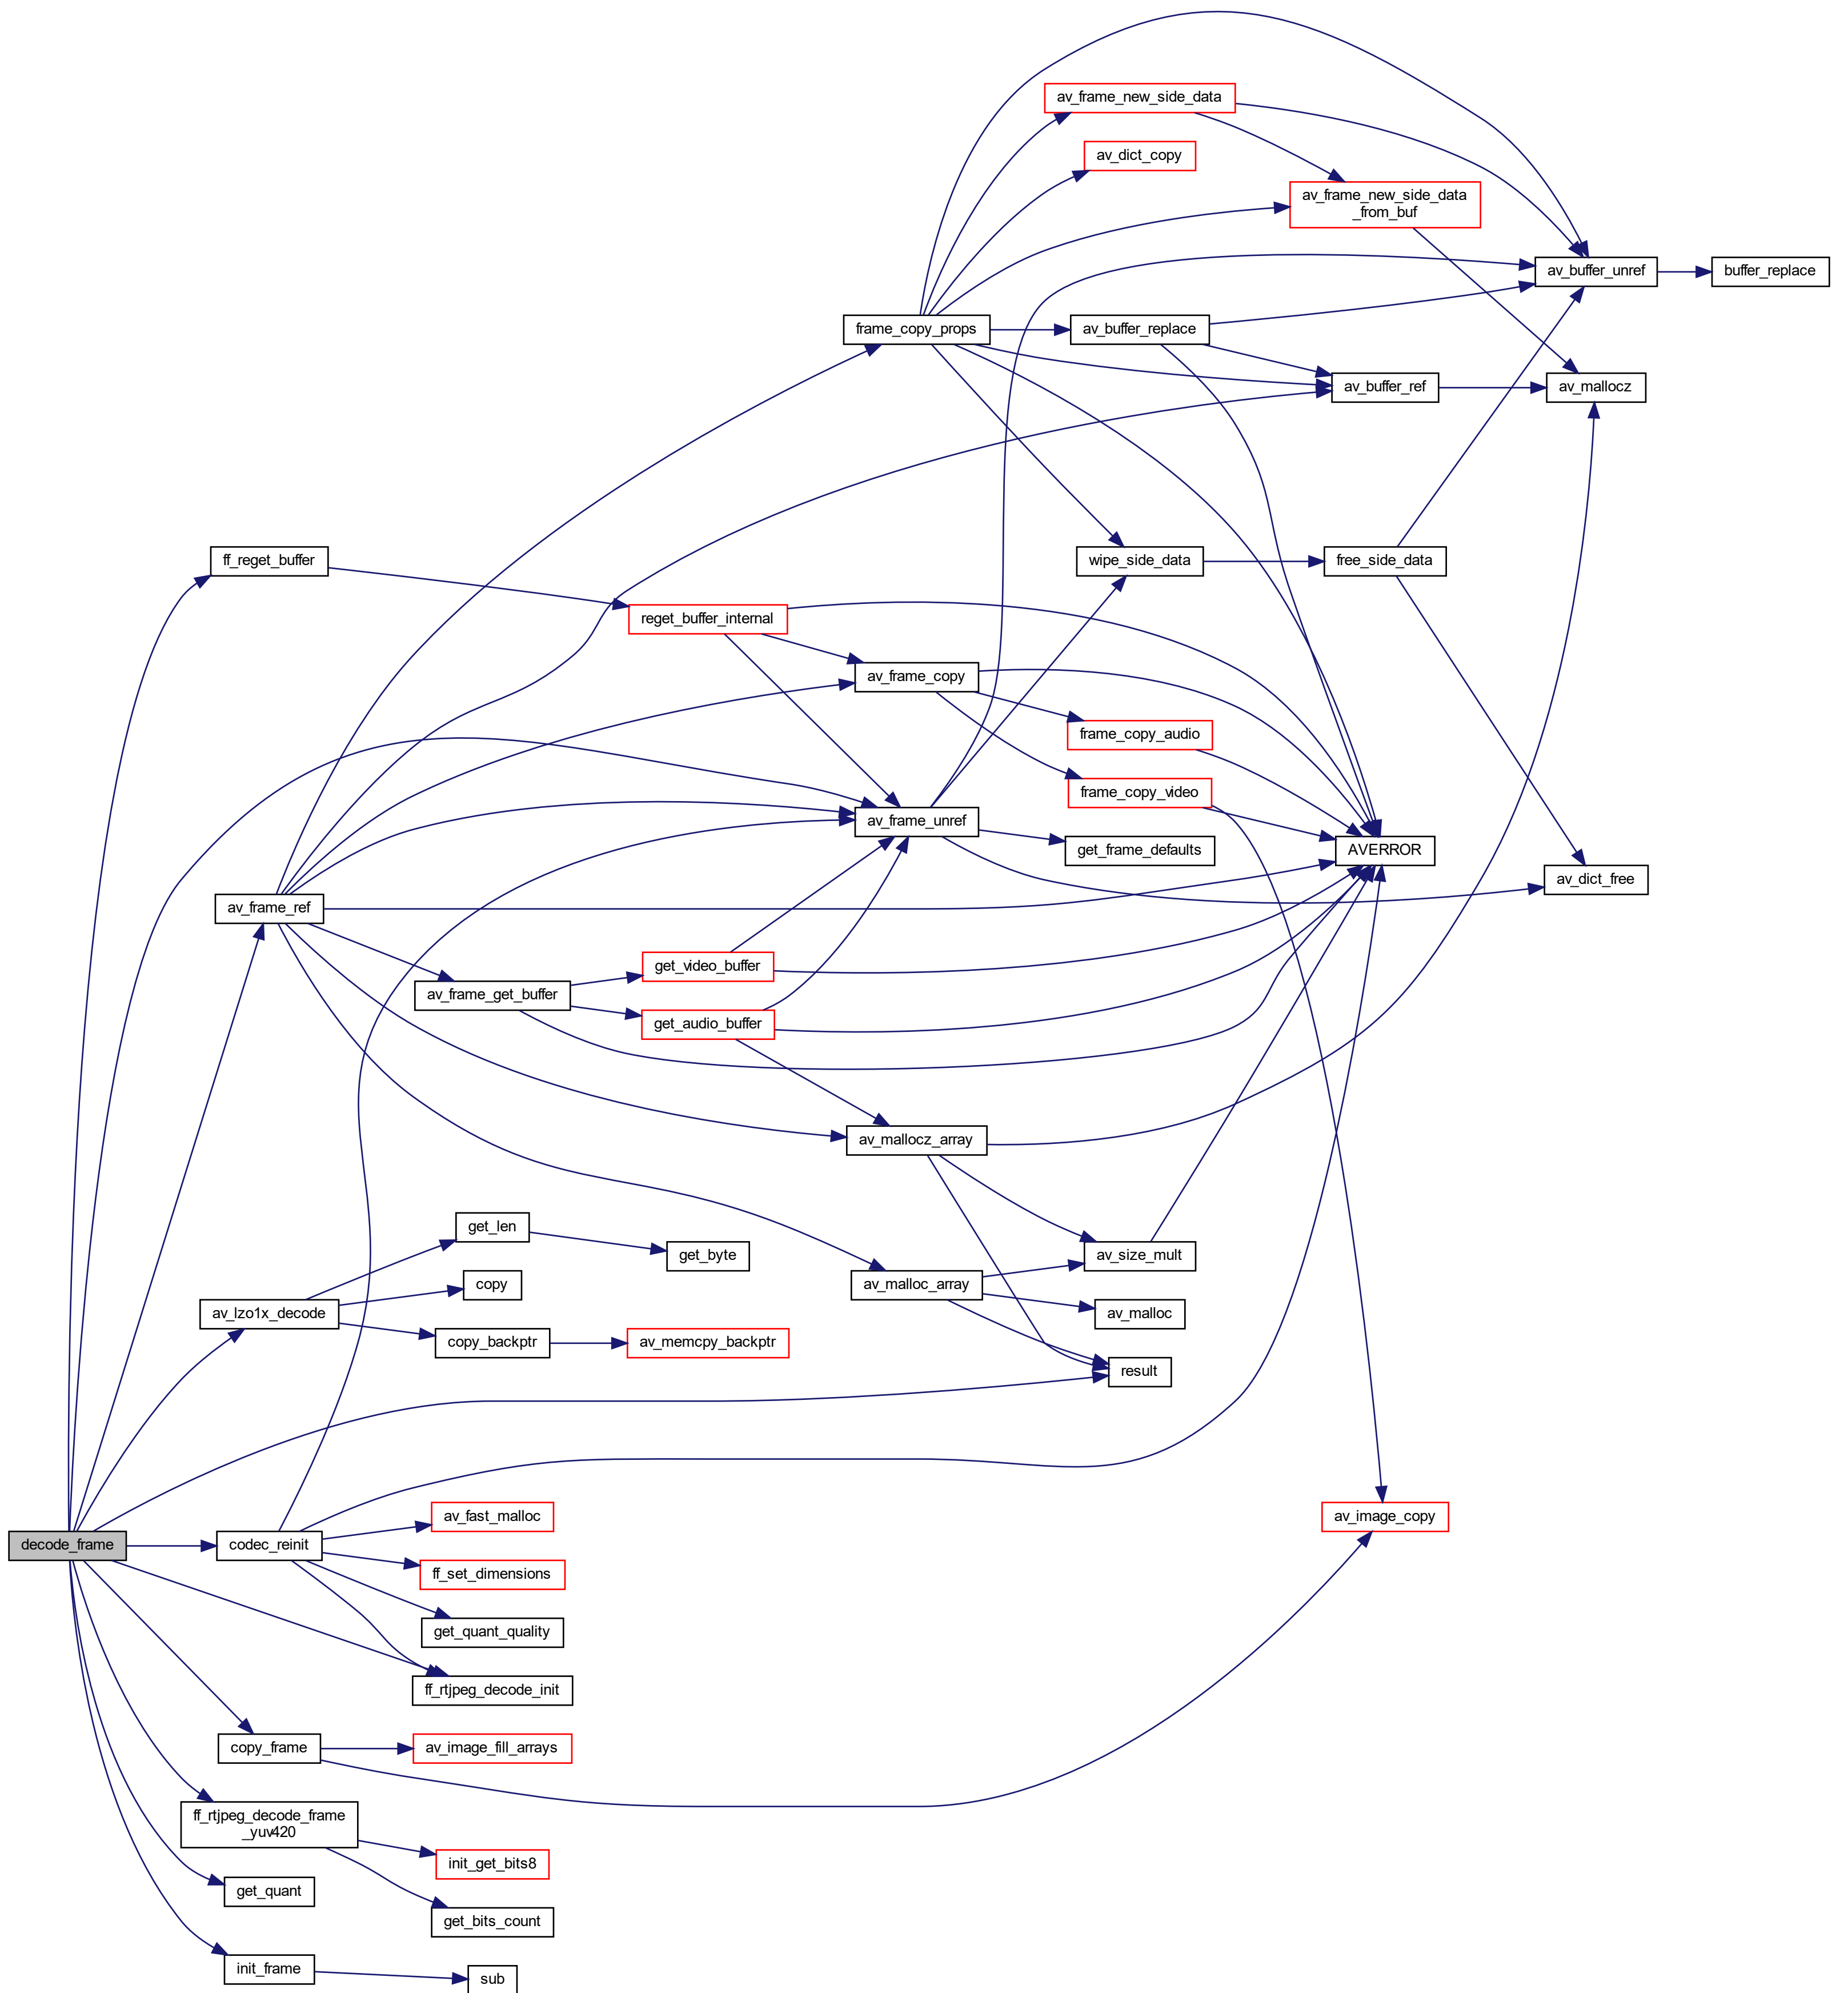 av_frame_new_side_data
av_dict_copy
av_frame_new_side_data
_from_buf
av_buffer_unref
buffer_replace
frame_copy_props
av_buffer_replace
av_buffer_ref
av_mallocz
ff_reget_buffer
wipe_side_data
free_side_data
reget_buffer_internal
av_frame_copy
frame_copy_audio
frame_copy_video
av_frame_unref
get_frame_defaults
AVERROR
av_dict_free
av_frame_ref
get_video_buffer
av_frame_get_buffer
get_audio_buffer
av_mallocz_array
get_len
get_byte
av_size_mult
av_lzo1x_decode
copy
av_malloc_array
av_malloc
copy_backptr
av_memcpy_backptr
result
av_fast_malloc
av_image_copy
decode_frame
codec_reinit
ff_set_dimensions
get_quant_quality
ff_rtjpeg_decode_init
copy_frame
av_image_fill_arrays
ff_rtjpeg_decode_frame
_yuv420
init_get_bits8
get_quant
get_bits_count
init_frame
sub